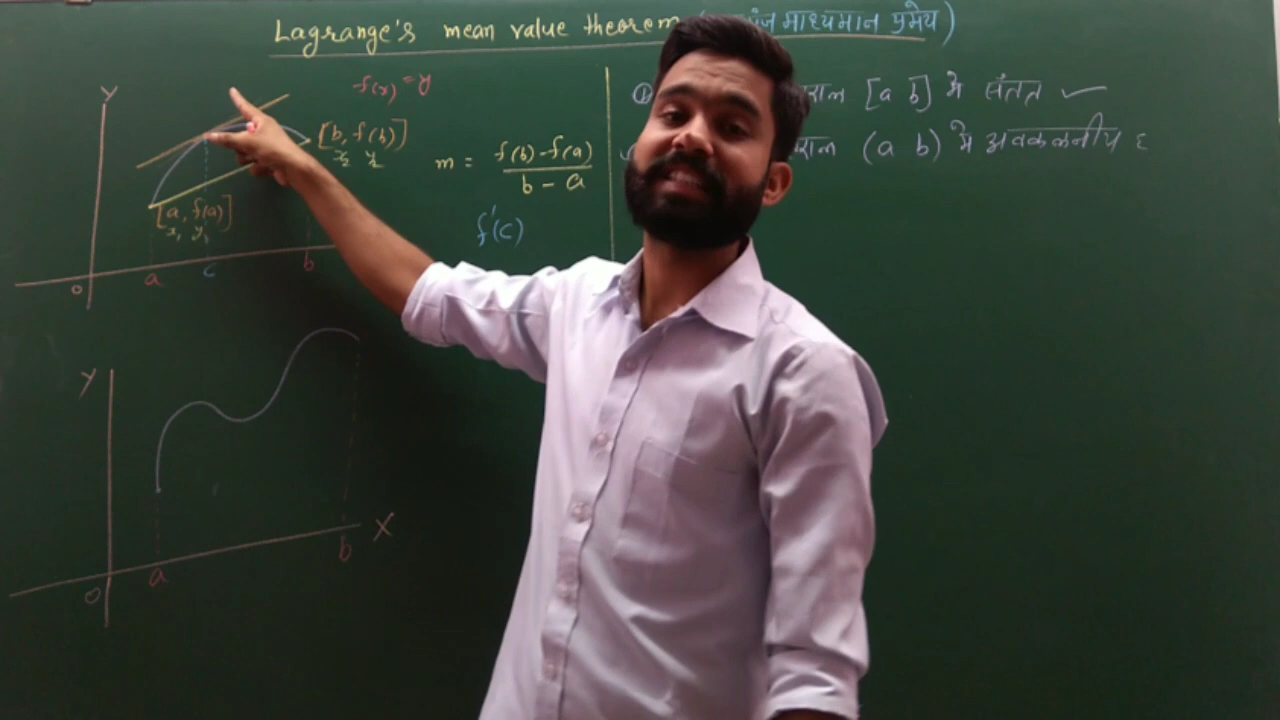 Lagrange's mean value theorem ( माध्यमान प्रमेय)
Y
f(x) = y
[b, f(b)]
x₂ y₂
m = f(b) - f(a) / b - a
[a, f(a)]
x₁ y₁
f'(c)
o a c b
① [a b] मे संतत ✓
(a b) मे अवकलनीय
Y
X
o a b